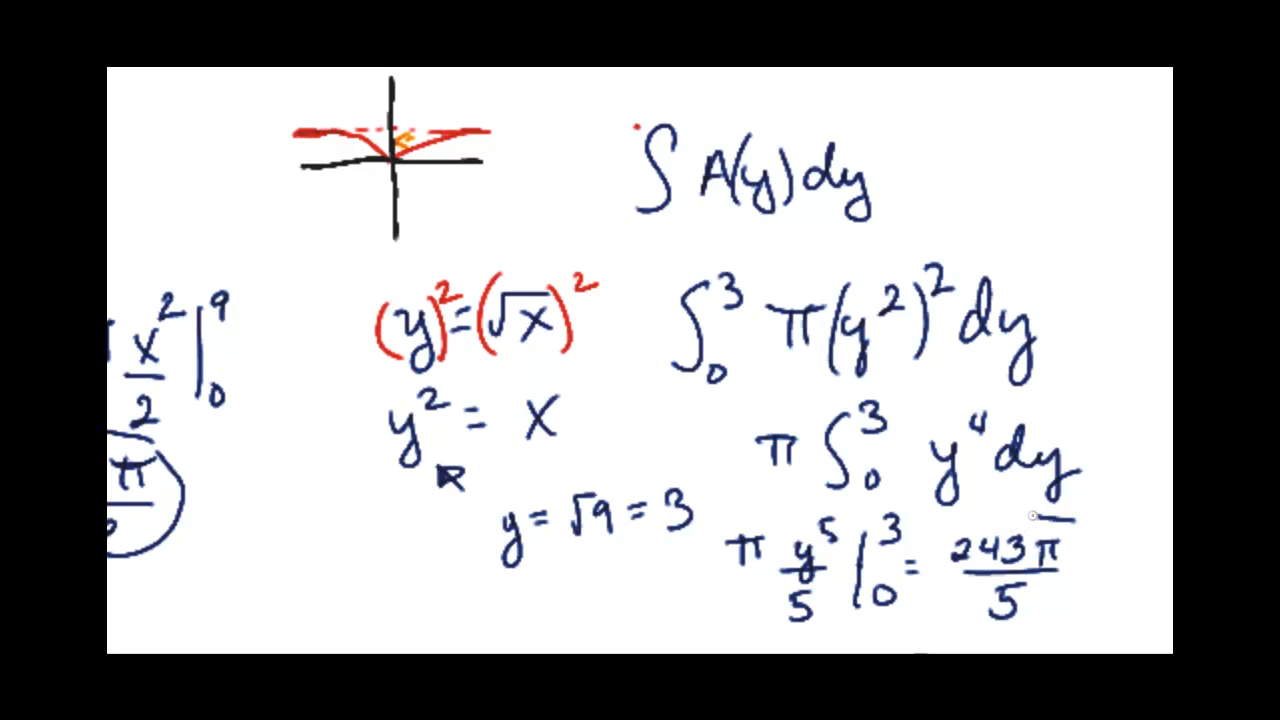 ∫ A(y) dy
(y)² = (√x)²
∫₀³ π(y²)² dy
x²/2 |₀⁹
y² = x
π ∫₀³ y⁴ dy
π
y = √9 = 3
π y⁵/5 |₀³ = 243π/5